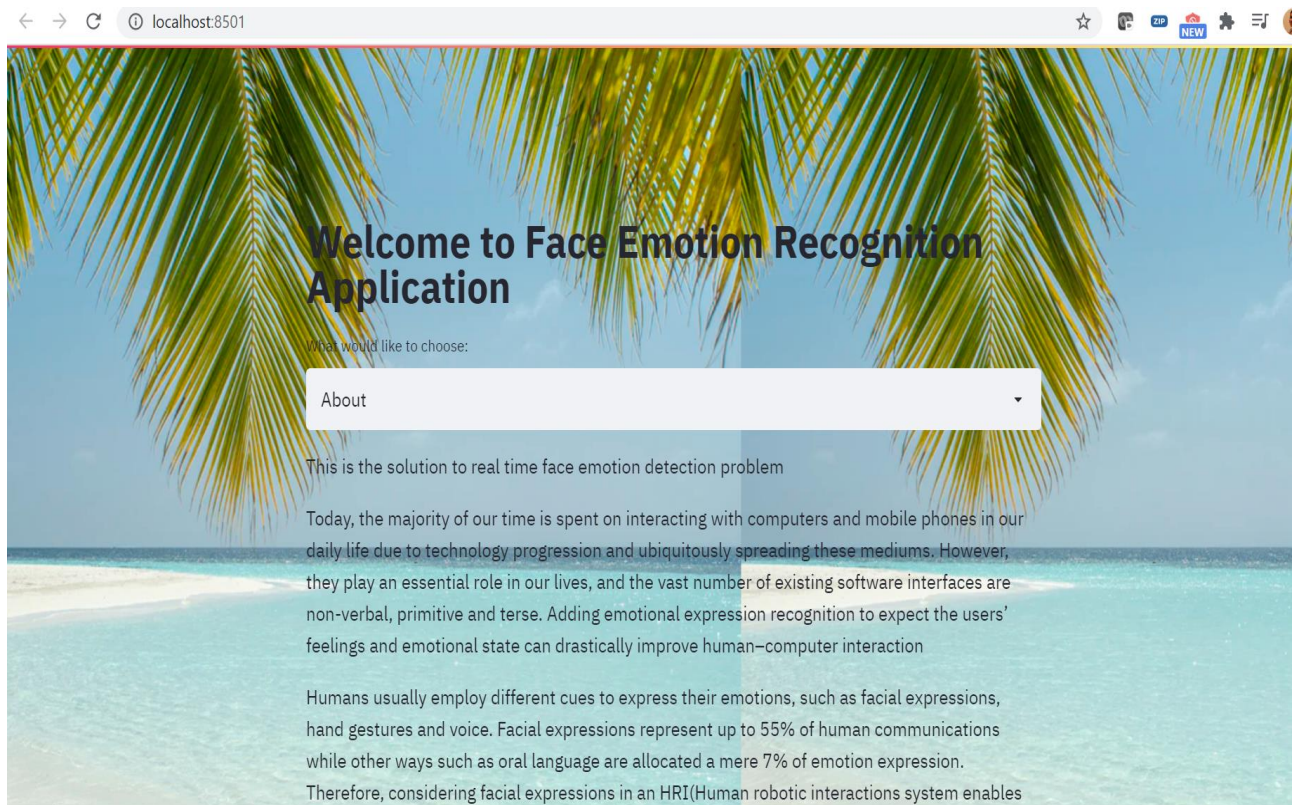 localhost:8501
ZIP
NEW
Welcome to Face Emotion Recognition
Application
What would like to choose:
About
This is the solution to real time face emotion detection problem
Today, the majority of our time is spent on interacting with computers and mobile phones in our
daily life due to technology progression and ubiquitously spreading these mediums. However,
they play an essential role in our lives, and the vast number of existing software interfaces are
non-verbal, primitive and terse. Adding emotional expression recognition to expect the users’
feelings and emotional state can drastically improve human–computer interaction
Humans usually employ different cues to express their emotions, such as facial expressions,
hand gestures and voice. Facial expressions represent up to 55% of human communications
while other ways such as oral language are allocated a mere 7% of emotion expression.
Therefore, considering facial expressions in an HRI(Human robotic interactions system enables